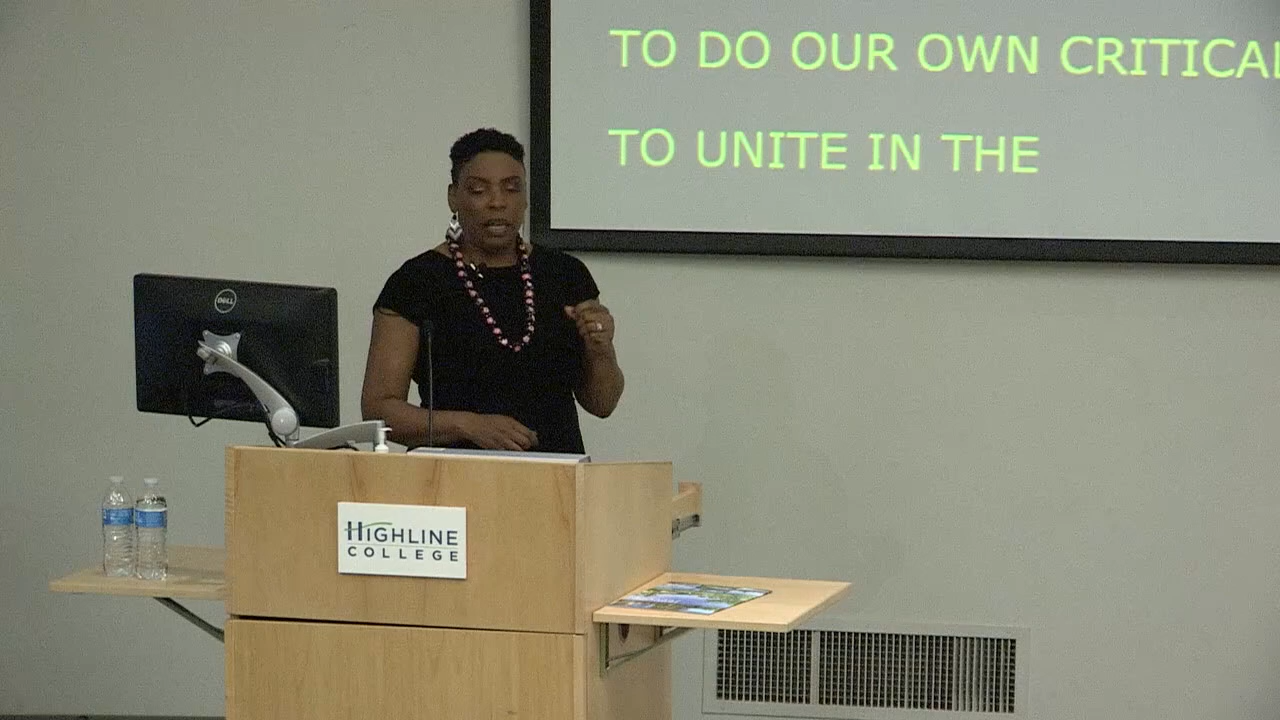 TO DO OUR OWN CRITICAL
TO UNITE IN THE
DELL
HIGHLINE
COLLEGE